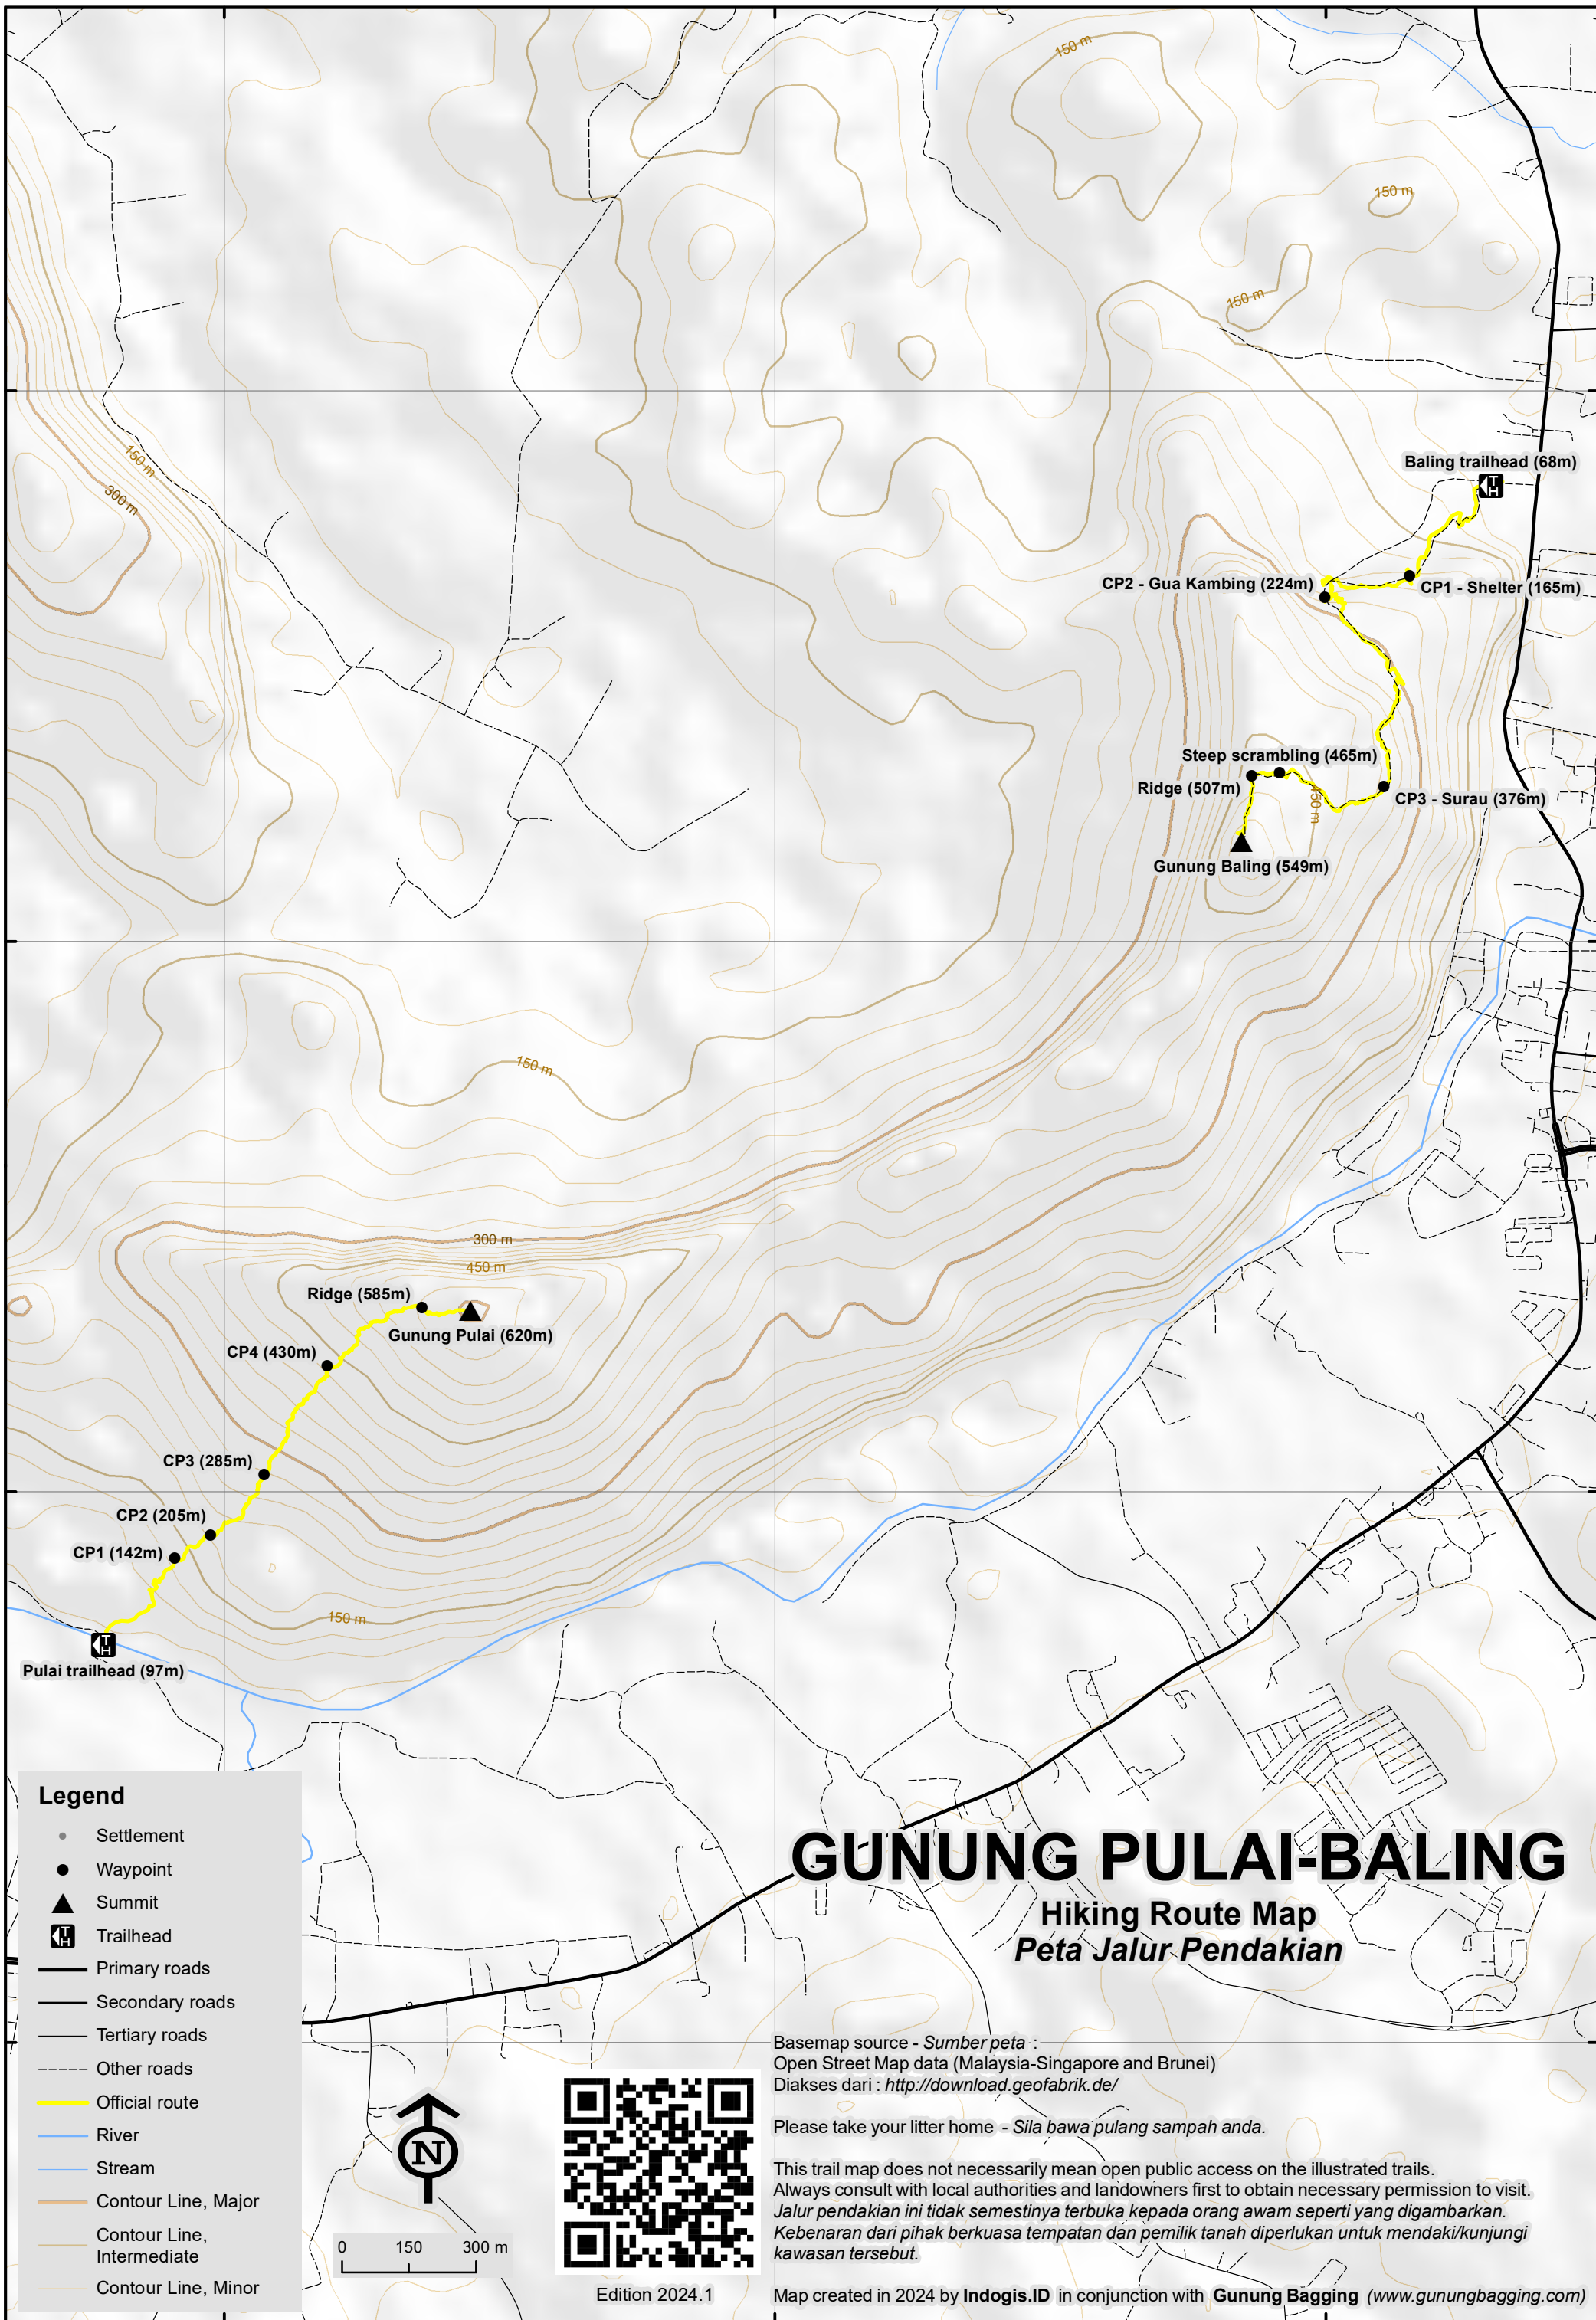 150 m
150 m
150 m
150 m
300 m
Baling trailhead (68m)
CP2 - Gua Kambing (224m)
CP1 - Shelter (165m)
Steep scrambling (465m)
Ridge (507m)
450 m
CP3 - Surau (376m)
Gunung Baling (549m)
150 m
300 m
450 m
Ridge (585m)
Gunung Pulai (620m)
CP4 (430m)
CP3 (285m)
CP2 (205m)
CP1 (142m)
150 m
Pulai trailhead (97m)
Legend
Settlement
Waypoint
Summit
TH
Trailhead
Primary roads
Secondary roads
Tertiary roads
Other roads
Official route
River
Stream
Contour Line, Major
Contour Line,
Intermediate
Contour Line, Minor
N
0 150 300 m
Edition 2024.1
GUNUNG PULAI-BALING
Hiking Route Map
Peta Jalur Pendakian
Basemap source - Sumber peta :
Open Street Map data (Malaysia-Singapore and Brunei)
Diakses dari : http://download.geofabrik.de/
Please take your litter home - Sila bawa pulang sampah anda.
This trail map does not necessarily mean open public access on the illustrated trails.
Always consult with local authorities and landowners first to obtain necessary permission to visit.
Jalur pendakian ini tidak semestinya terbuka kepada orang awam seperti yang digambarkan.
Kebenaran dari pihak berkuasa tempatan dan pemilik tanah diperlukan untuk mendaki/kunjungi
kawasan tersebut.
Map created in 2024 by Indogis.ID in conjunction with Gunung Bagging (www.gunungbagging.com)